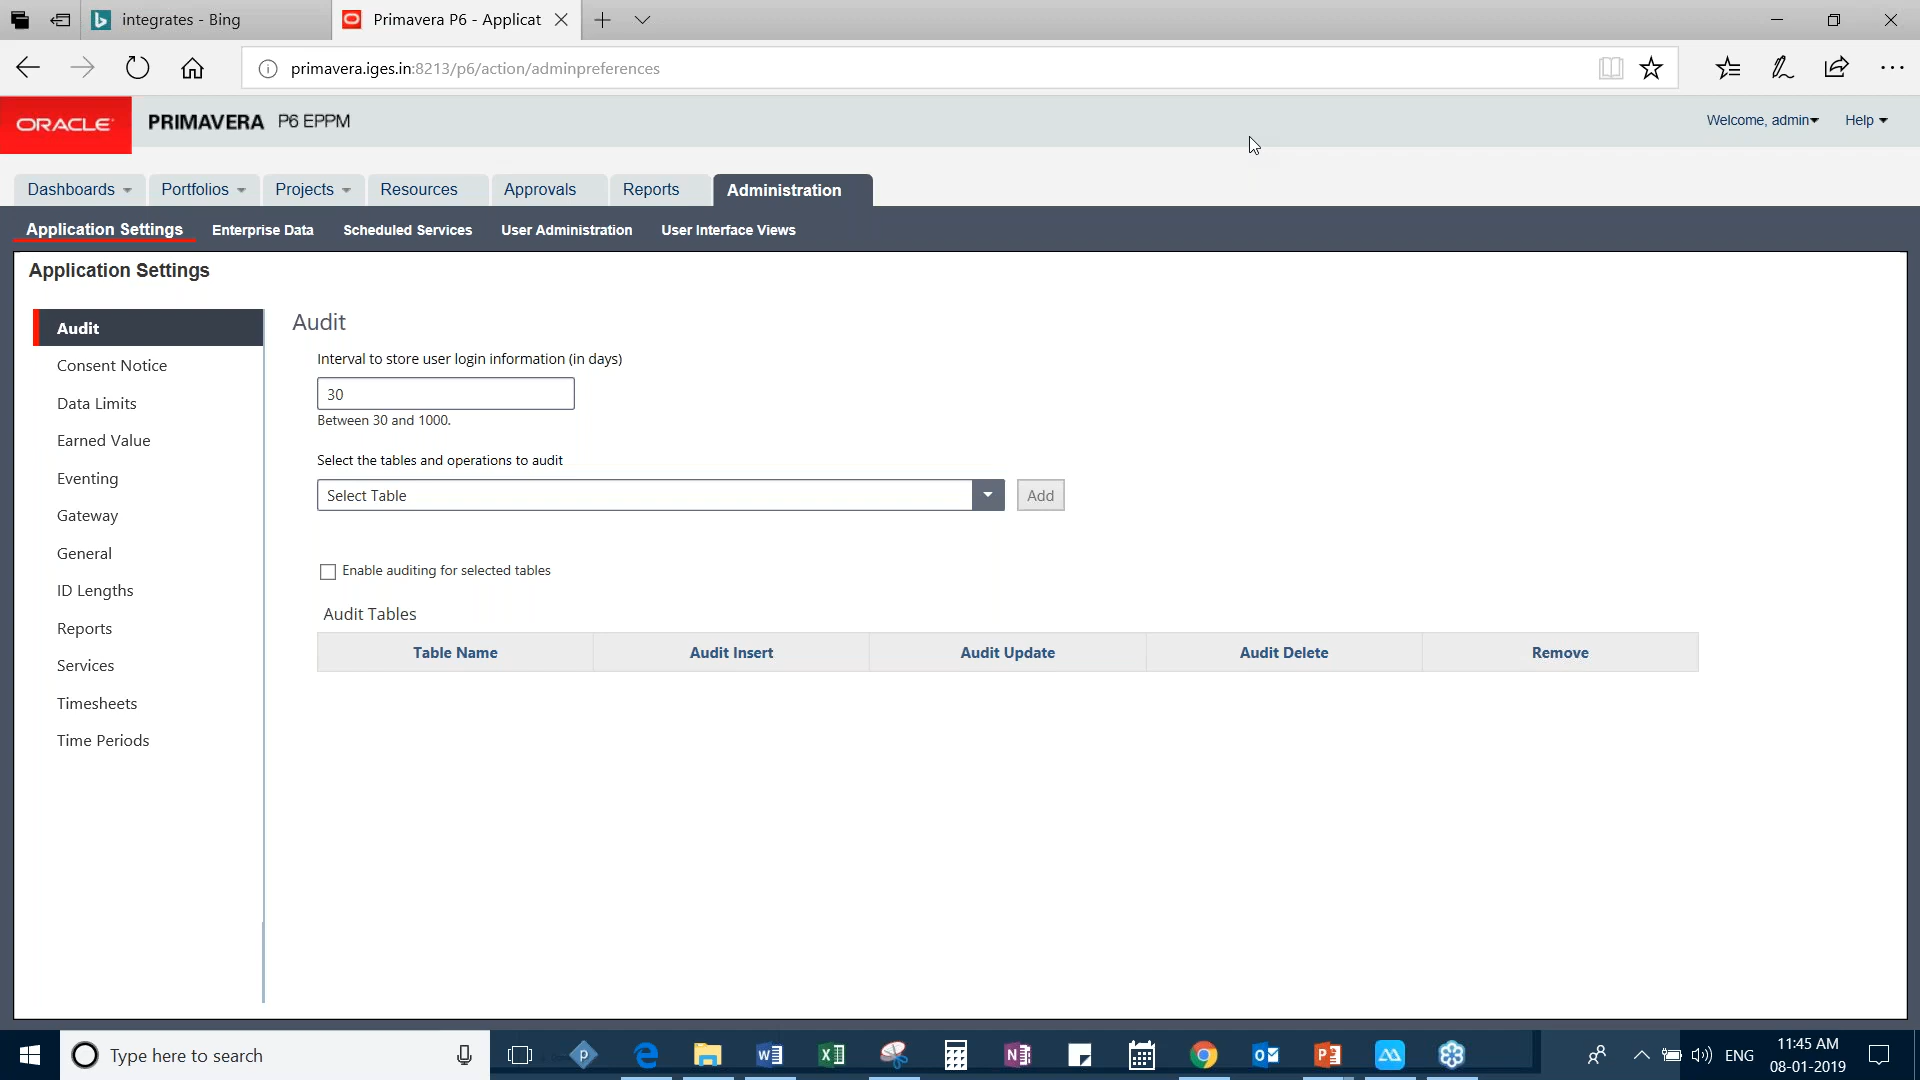 integrates - Bing
Primavera P6 - Applicat
primavera.iges.in:8213/p6/action/adminpreferences
ORACLE PRIMAVERA P6 EPPM
Welcome, admin Help
Dashboards Portfolios Projects Resources Approvals Reports Administration
Application Settings Enterprise Data Scheduled Services User Administration User Interface Views
Application Settings
Audit
Consent Notice
Data Limits
Earned Value
Eventing
Gateway
General
ID Lengths
Reports
Services
Timesheets
Time Periods
Audit
Interval to store user login information (in days)
30
Between 30 and 1000.
Select the tables and operations to audit
Select Table Add
Enable auditing for selected tables
Audit Tables
Table Name Audit Insert Audit Update Audit Delete Remove
Type here to search
ENG
11:45 AM
08-01-2019